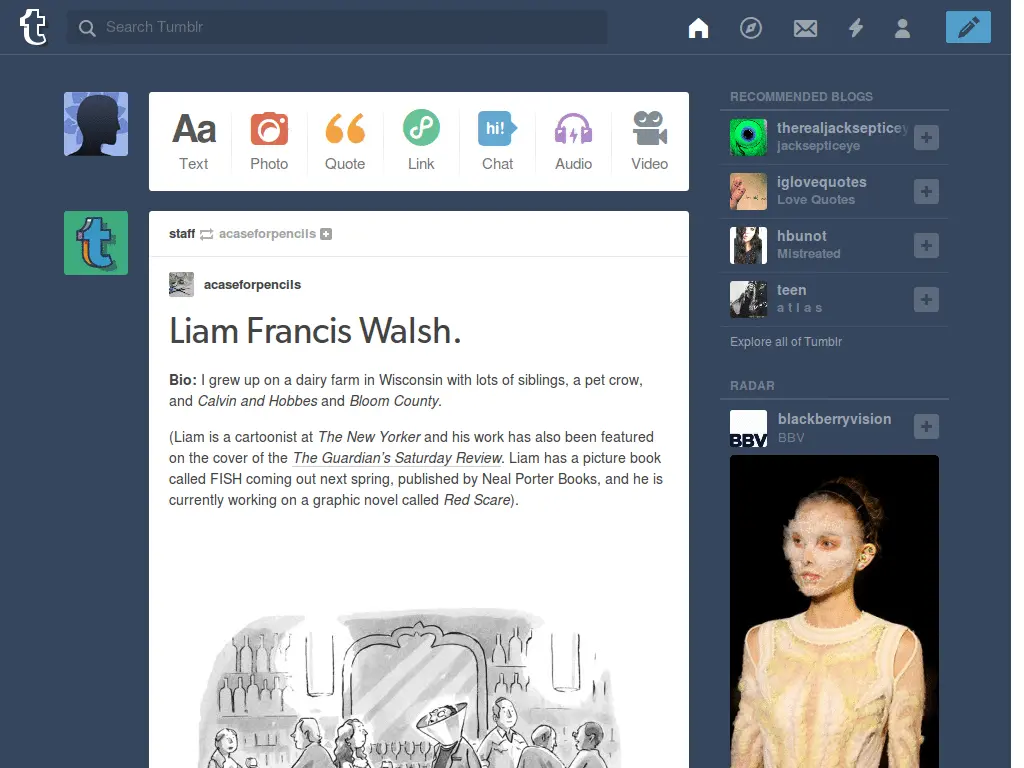 t
Search Tumblr
Aa
hi!
Text
Photo
Quote
Link
Chat
Audio
Video
t
staff acaseforpencils
acaseforpencils
Liam Francis Walsh.
Bio: I grew up on a dairy farm in Wisconsin with lots of siblings, a pet crow,
and Calvin and Hobbes and Bloom County.
(Liam is a cartoonist at The New Yorker and his work has also been featured
on the cover of the The Guardian’s Saturday Review. Liam has a picture book
called FISH coming out next spring, published by Neal Porter Books, and he is
currently working on a graphic novel called Red Scare).
RECOMMENDED BLOGS
therealjacksepticey
jacksepticeye
iglovequotes
Love Quotes
hbunot
Mistreated
teen
a t l a s
Explore all of Tumblr
RADAR
BBV
blackberryvision
BBV